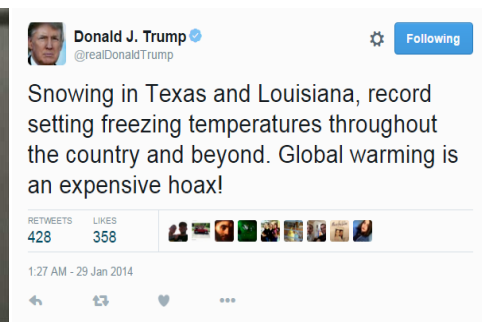 Donald J. Trump
@realDonaldTrump
Following
Snowing in Texas and Louisiana, record
setting freezing temperatures throughout
the country and beyond. Global warming is
an expensive hoax!
RETWEETS LIKES
428 358
1:27 AM - 29 Jan 2014